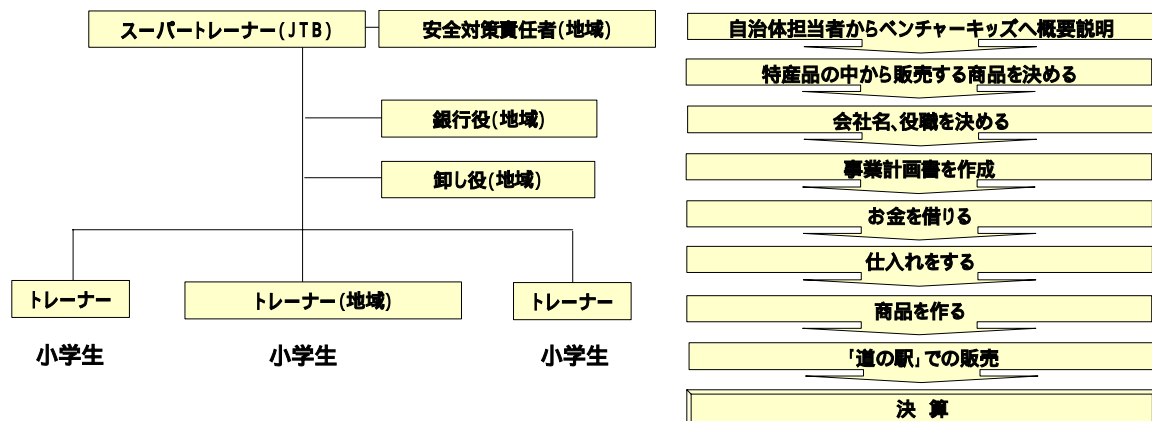 スーパートレーナー(JTB)
安全対策責任者(地域)
銀行役(地域)
卸し役(地域)
トレーナー
トレーナー(地域)
トレーナー
小学生
小学生
小学生
自治体担当者からベンチャーキッズへ概要説明
特産品の中から販売する商品を決める
会社名、役職を決める
事業計画書を作成
お金を借りる
仕入れをする
商品を作る
「道の駅」での販売
決 算